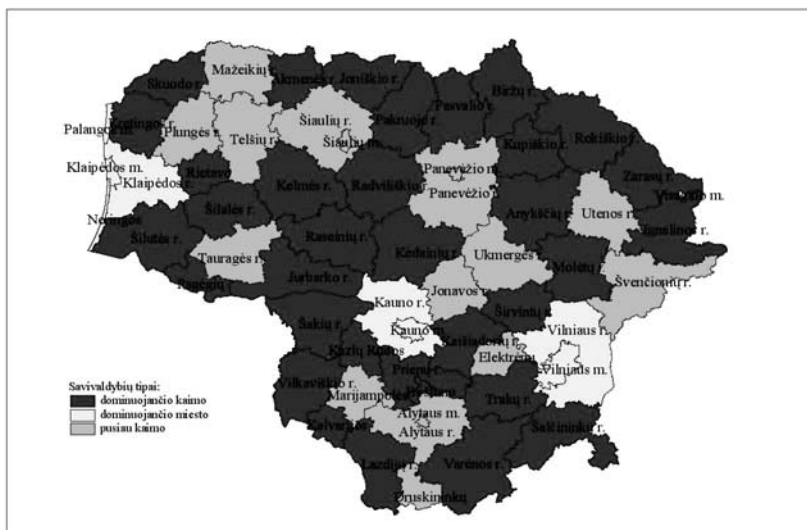 Mažeikių r.
Skuodo r.
Akmenės r.
Joniškio r.
Biržų r.
Pasvalio r.
Pakruojo r.
Kretingo r.
Palangos m.
Plungės r.
Telšių r.
Šiaulių r.
Šiaulių m.
Kupiškio r.
Rokiškio r.
Klaipėdos m.
Klaipėdos r.
Rietavo
Kelmės r.
Radviliškio r.
Panevėžio m.
Panevėžio r.
Zarasų r.
Visagino m.
Neringos
Šilalės r.
Anykščių r.
Utenos r.
Ignalinos r.
Šilutės r.
Raseinių r.
Kėdainių r.
Ukmergės r.
Molėtų r.
Tauragės r.
Pagėgių
Jurbarko r.
Jonavos r.
Švenčionių r.
Kauno r.
Širvintų r.
Šakių r.
Kauno m.
Kaišiadorių r.
Vilniaus r.
Kazlų Rūdos
Elektrėnų
Prienų r.
Vilniaus m.
Savivaldybių tipai:
dominuojančio kaimo
dominuojančio miesto
pusiau kaimo
Vilkaviškio r.
Marijampolės
Trakų r.
Kalvarijos
Alytaus m.
Alytaus r.
Šalčininkų r.
Lazdijų r.
Varėnos r.
Druskininkų